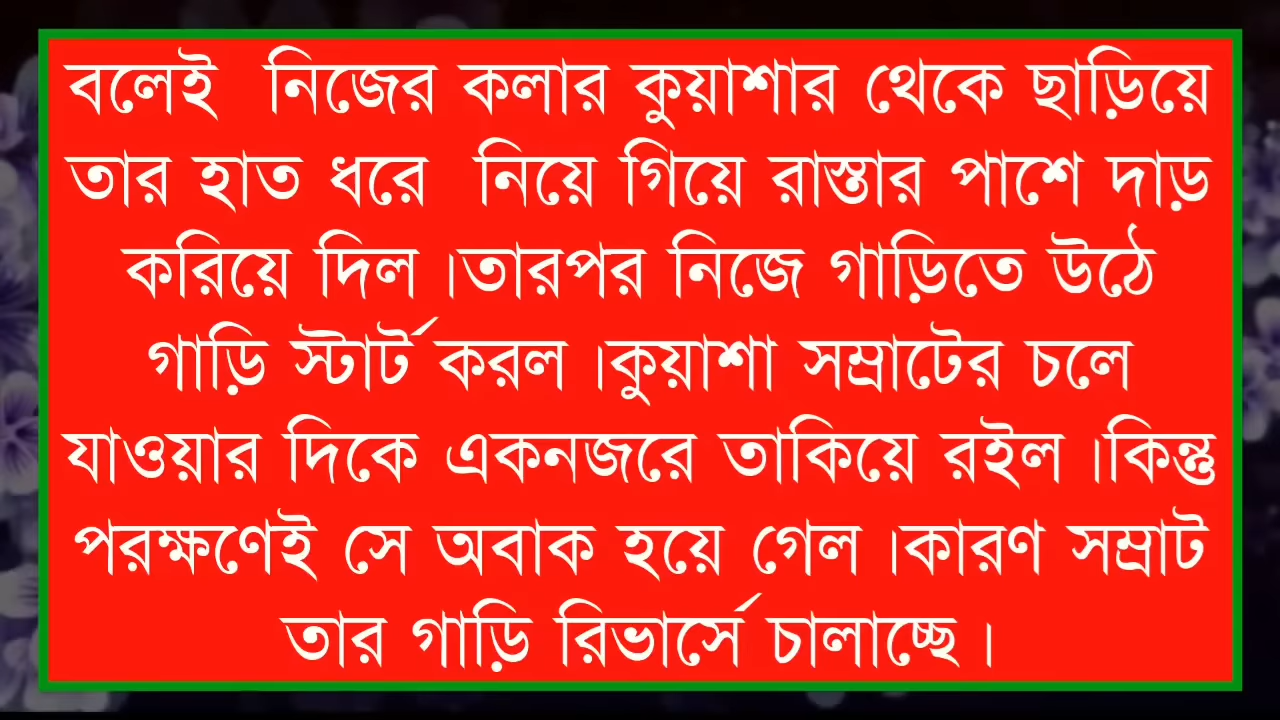 বলেই নিজের কলার কুয়াশার থেকে ছাড়িয়ে
তার হাত ধরে নিয়ে গিয়ে রাস্তার পাশে দাড়
করিয়ে দিল।তারপর নিজে গাড়িতে উঠে
গাড়ি স্টার্ট করল।কুয়াশা সম্রাটের চলে
যাওয়ার দিকে একনজরে তাকিয়ে রইল।কিন্তু
পরক্ষণেই সে অবাক হয়ে গেল।কারণ সম্রাট
তার গাড়ি রিভার্সে চালাচ্ছে।